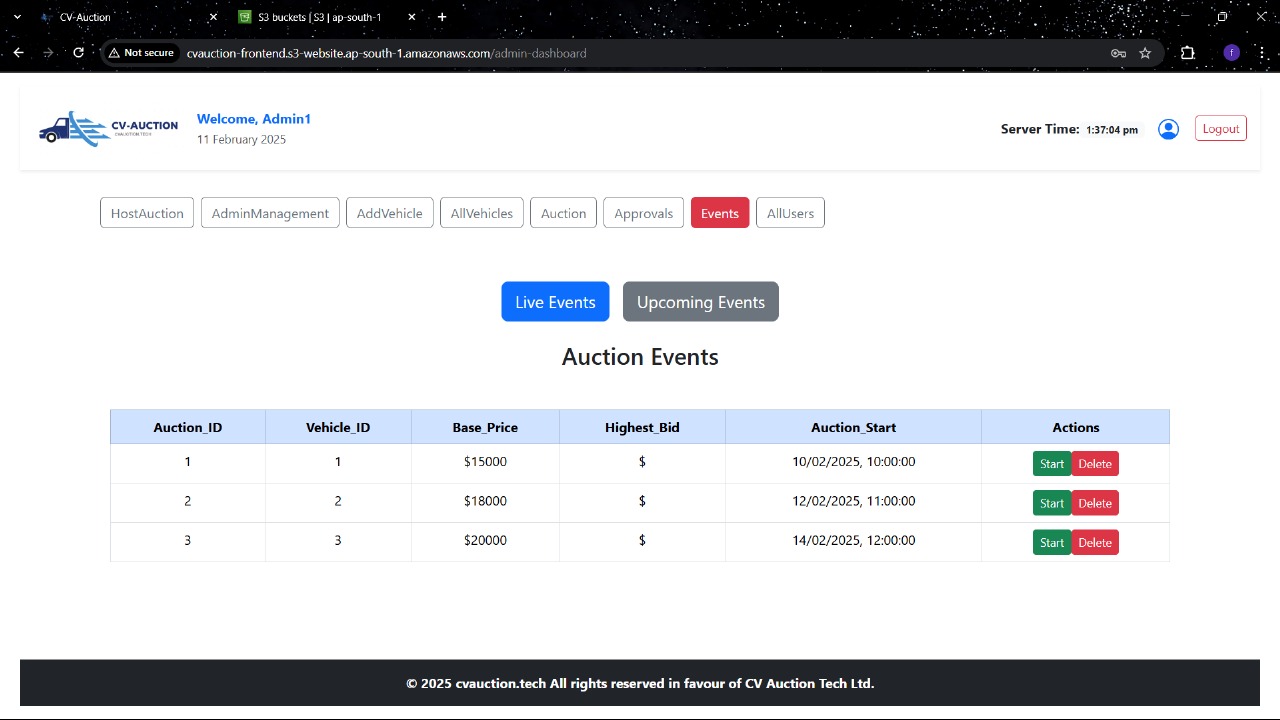 CV-Auction
S3 buckets | S3 | ap-south-1
Not secure
cvauction-frontend.s3-website.ap-south-1.amazonaws.com/admin-dashboard
f
CV-AUCTION
Welcome, Admin1
11 February 2025
Server Time: 1:37:04 pm
Logout
HostAuction AdminManagement AddVehicle AllVehicles Auction Approvals Events AllUsers
Live Events Upcoming Events
Auction Events
Auction_ID Vehicle_ID Base_Price Highest_Bid Auction_Start Actions
1 1 $15000 $ 10/02/2025, 10:00:00 Start Delete
2 2 $18000 $ 12/02/2025, 11:00:00 Start Delete
3 3 $20000 $ 14/02/2025, 12:00:00 Start Delete
© 2025 cvauction.tech All rights reserved in favour of CV Auction Tech Ltd.